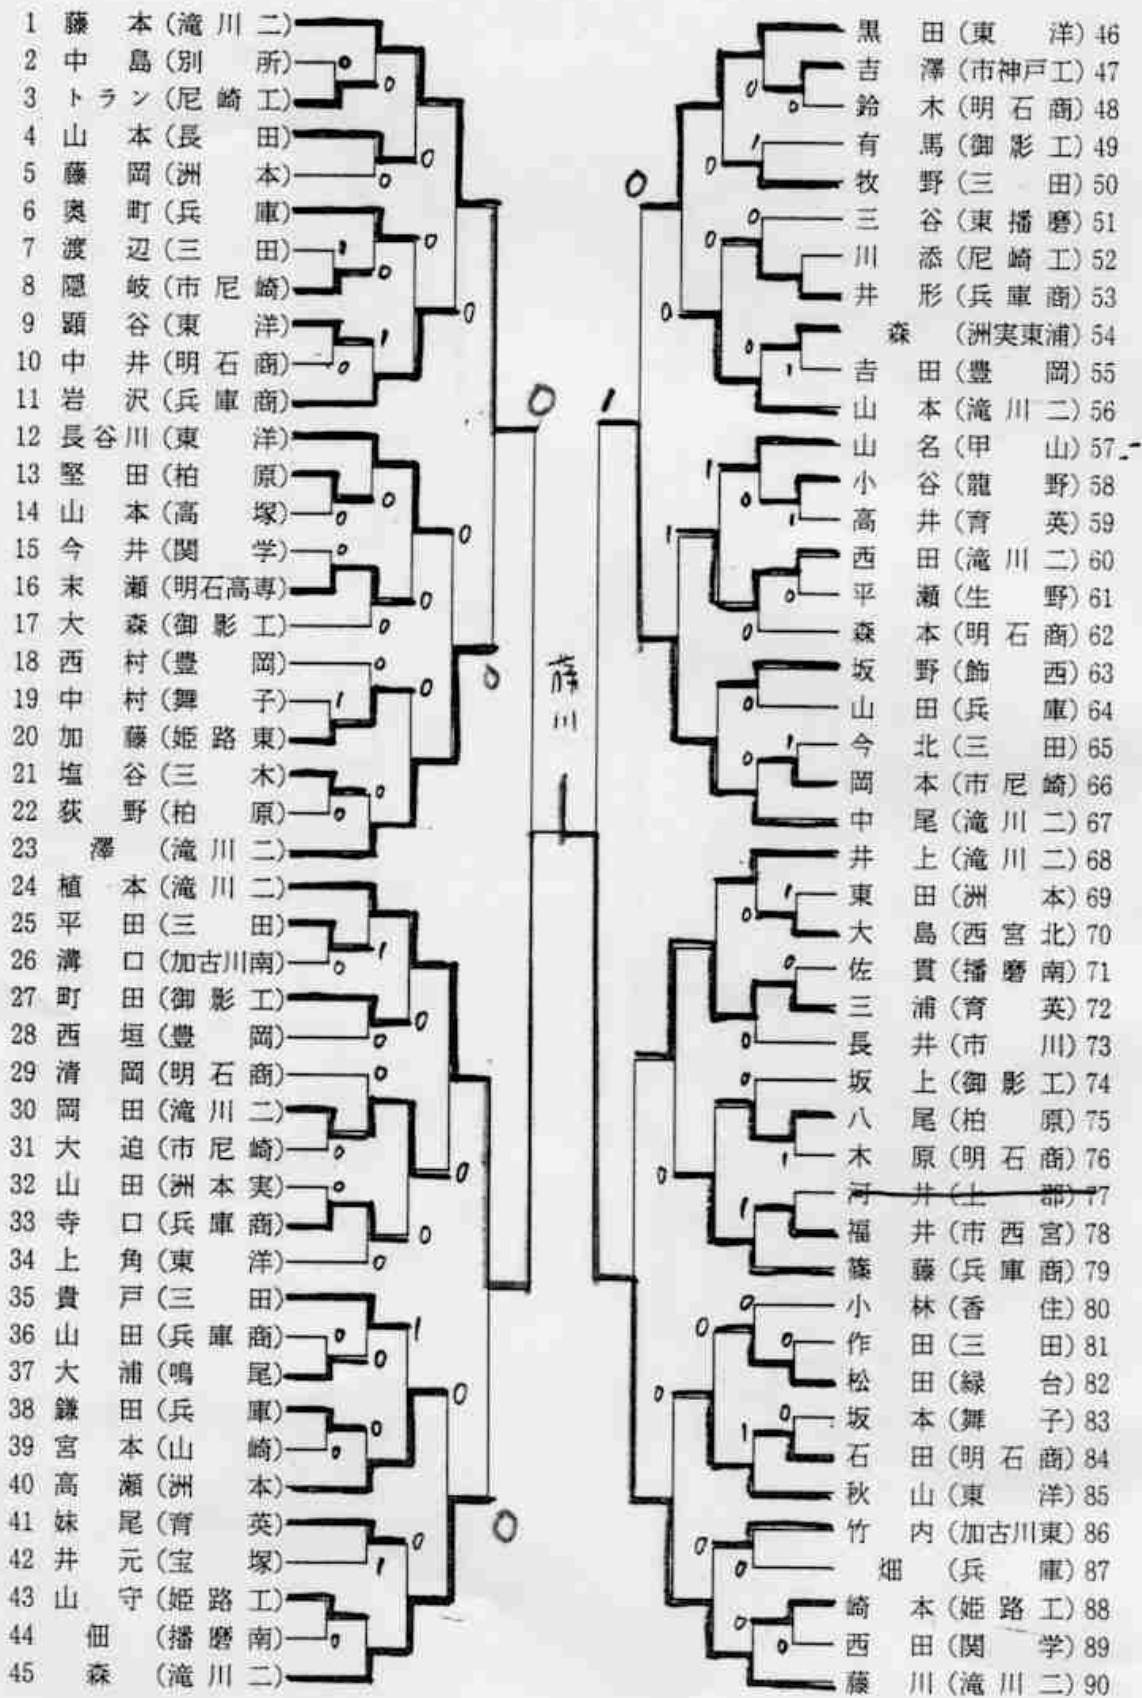 1 藤本(滝川二)
2 中島(別所)
3 トラン(尼崎工)
4 山本(長田)
5 藤岡(洲本)
6 奥町(兵庫)
7 渡辺(三田)
8 隠岐(市尼崎)
9 顕谷(東洋)
10 中井(明石商)
11 岩沢(兵庫商)
12 長谷川(東洋)
13 堅田(柏原)
14 山本(高塚)
15 今井(関学)
16 末瀬(明石高専)
17 大森(御影工)
18 西村(豊岡)
19 中村(舞子)
20 加藤(姫路東)
21 塩谷(三木)
22 荻野(柏原)
23 澤(滝川二)
24 植本(滝川二)
25 平田(三田)
26 溝口(加古川南)
27 町田(御影工)
28 西垣(豊岡)
29 清岡(明石商)
30 岡田(滝川二)
31 大迫(市尼崎)
32 山田(洲本実)
33 寺口(兵庫商)
34 上角(東洋)
35 貴戸(三田)
36 山田(兵庫商)
37 大浦(鳴尾)
38 鎌田(兵庫)
39 宮本(山崎)
40 高瀬(洲本)
41 妹尾(育英)
42 井元(宝塚)
43 山守(姫路工)
44 佃(播磨南)
45 森(滝川二)
藤川
黒田(東洋)46
吉澤(市神戸工)47
鈴木(明石商)48
有馬(御影工)49
牧野(三田)50
三谷(東播磨)51
川添(尼崎工)52
井形(兵庫商)53
森(洲実東浦)54
吉田(豊岡)55
山本(滝川二)56
山名(甲山)57
小谷(龍野)58
高井(育英)59
西田(滝川二)60
平瀬(生野)61
森本(明石商)62
坂野(飾西)63
山田(兵庫)64
今北(三田)65
岡本(市尼崎)66
中尾(滝川二)67
井上(滝川二)68
東田(洲本)69
大島(西宮北)70
佐貫(播磨南)71
三浦(育英)72
長井(市川)73
坂上(御影工)74
八尾(柏原)75
木原(明石商)76
河井(上郡)77
福井(市西宮)78
篠藤(兵庫商)79
小林(香住)80
作田(三田)81
松田(緑台)82
坂本(舞子)83
石田(明石商)84
秋山(東洋)85
竹内(加古川東)86
畑(兵庫)87
崎本(姫路工)88
西田(関学)89
藤川(滝川二)90